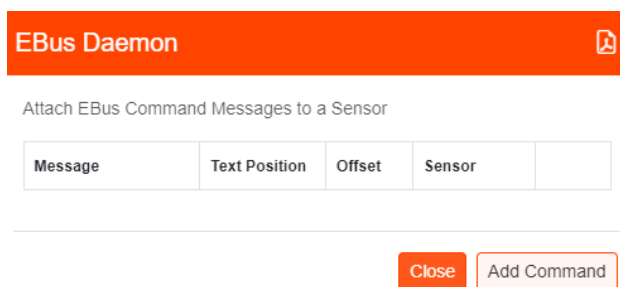 EBus Daemon
Attach EBus Command Messages to a Sensor
Message Text Position Offset Sensor
Close Add Command